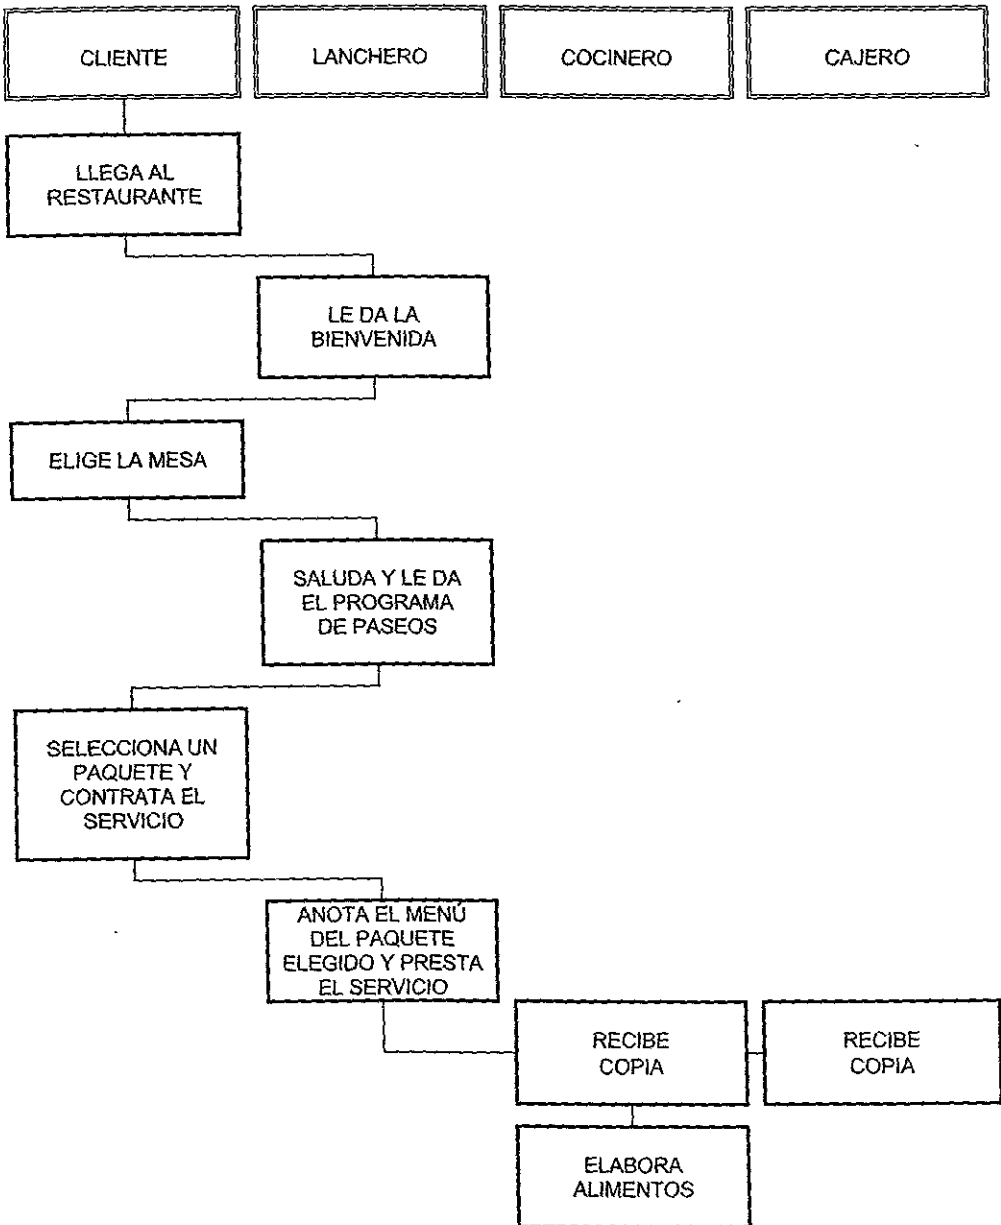 CLIENTE
LANCHERO
COCINERO
CAJERO
LLEGA AL
RESTAURANTE
LE DA LA
BIENVENIDA
ELIGE LA MESA
SALUDA Y LE DA
EL PROGRAMA
DE PASEOS
SELECCIONA UN
PAQUETE Y
CONTRATA EL
SERVICIO
ANOTA EL MENÚ
DEL PAQUETE
ELEGIDO Y PRESTA
EL SERVICIO
RECIBE
COPIA
RECIBE
COPIA
ELABORA
ALIMENTOS